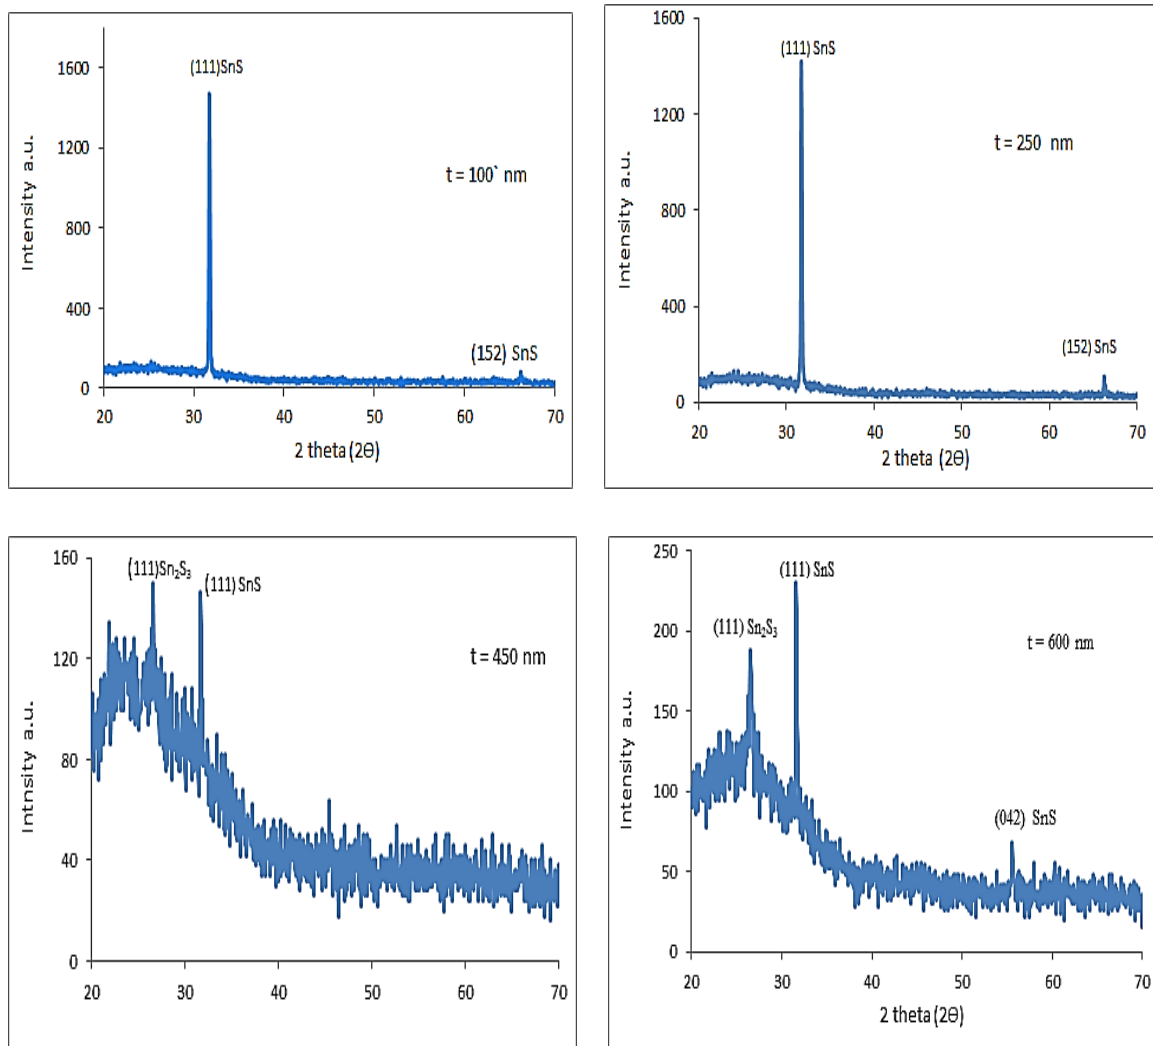 (111)SnS
t = 100` nm
(152) SnS
Intensity a.u.
1600
1200
800
400
0
20 30 40 50 60 70
2 theta (2Θ)
(111) SnS
t = 250 nm
(152) SnS
Intensity a.u.
1600
1200
800
400
0
20 30 40 50 60 70
2 theta (2Θ)
(111)Sn₂S₃
(111) SnS
t = 450 nm
Intnsity a.u.
160
120
80
40
0
20 30 40 50 60 70
(111) SnS
(111) Sn₂S₃
t = 600 nm
(042) SnS
Intensity a.u.
250
200
150
100
50
0
20 30 40 50 60 70
2 theta (2Θ)